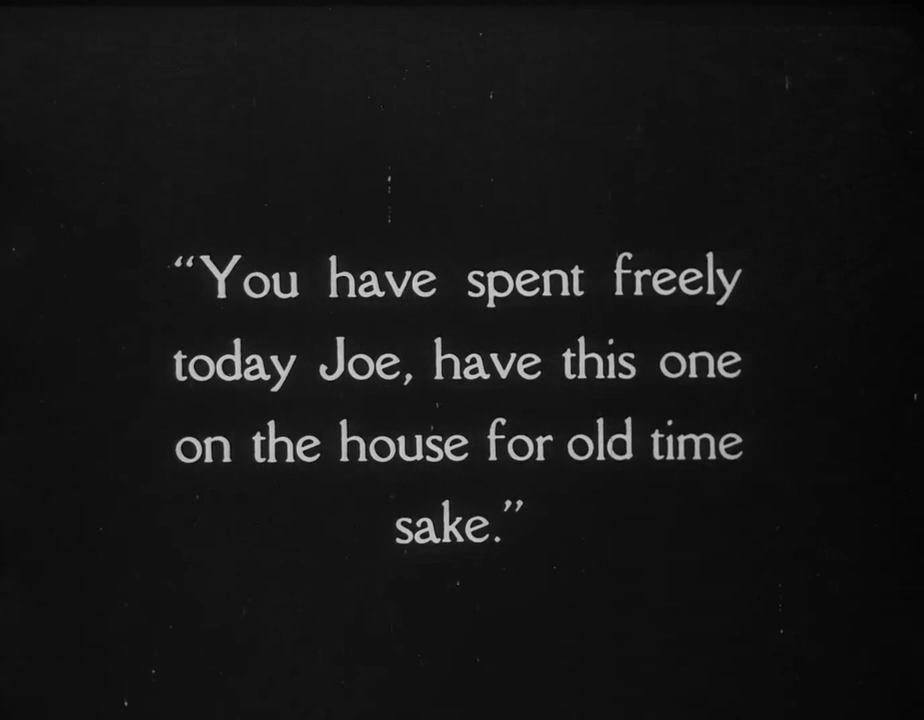 “You have spent freely
today Joe, have this one
on the house for old time
sake.”